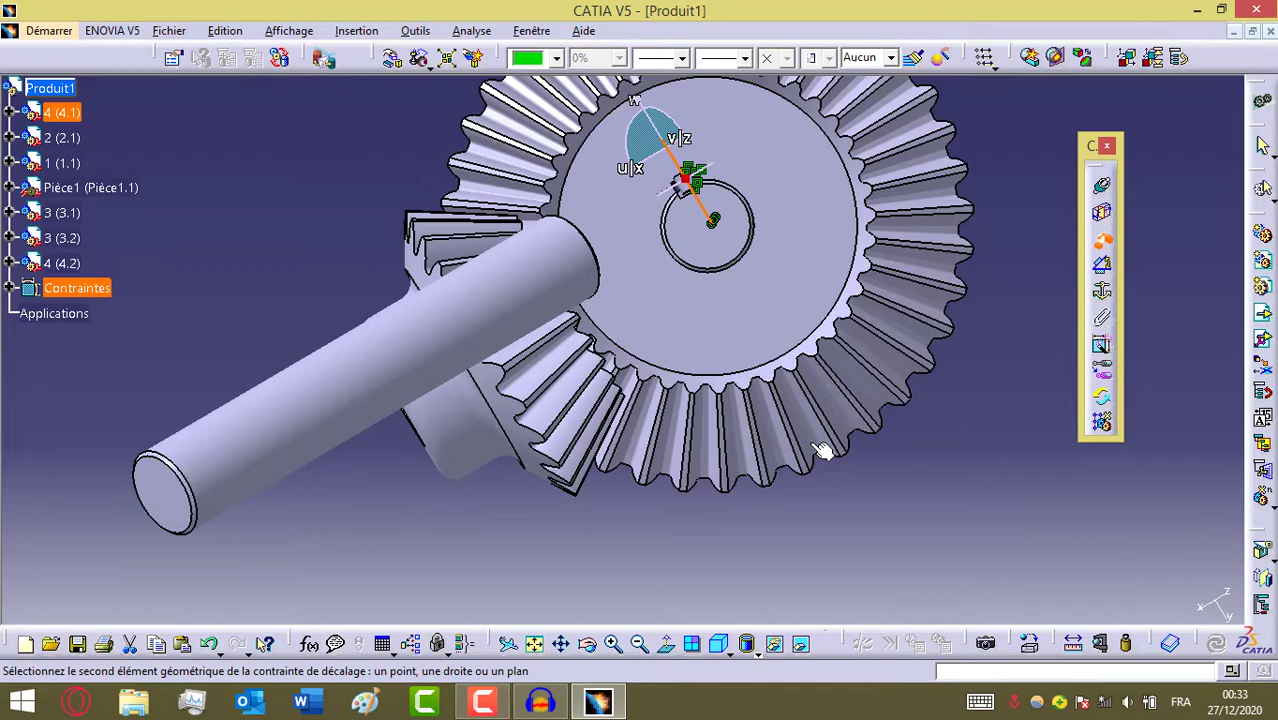 CATIA V5 - [Produit1]
Démarrer ENOVIA V5 Fichier Edition Affichage Insertion Outils Analyse Fenêtre Aide
0% Aucun
Produit1
4 (4.1)
2 (2.1)
1 (1.1)
Pièce1 (Pièce1.1)
3 (3.1)
3 (3.2)
4 (4.2)
Contraintes
Applications
w
v|z
u|x
C.
z
x
y
f(x)
CATIA
Sélectionnez le second élément géométrique de la contrainte de décalage : un point, une droite ou un plan
FRA
00:33
27/12/2020